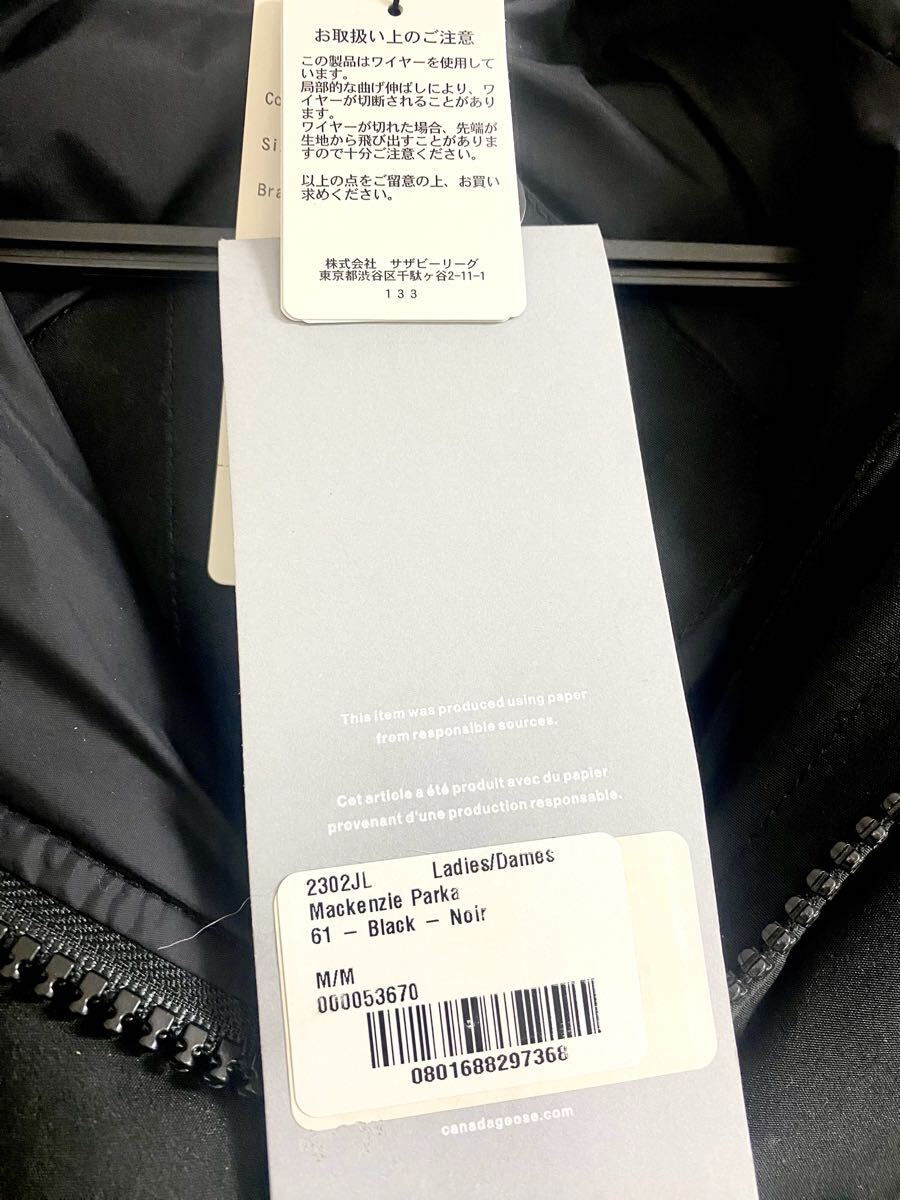 お取扱い上のご注意
この製品はワイヤーを使用して
います。
局部的な曲げ伸ばしにより、ワ
イヤーが切断されることがあり
ます。
ワイヤーが切れた場合、先端が
生地から飛び出すことがありま
すので十分ご注意ください。
以上の点をご留意の上、お買い
求めください。
株式会社 サザビーリーグ
東京都渋谷区千駄ヶ谷2-11-1
133
Co
Si
Bra
This item was produced using paper
from responsible sources.
Cet article a été produit avec du papier
provenant d'une production responsable.
2302JL Ladies/Dames
Mackenzie Parka
61 – Black – Noir
M/M
000053670
0801688297368
canadagoose.com